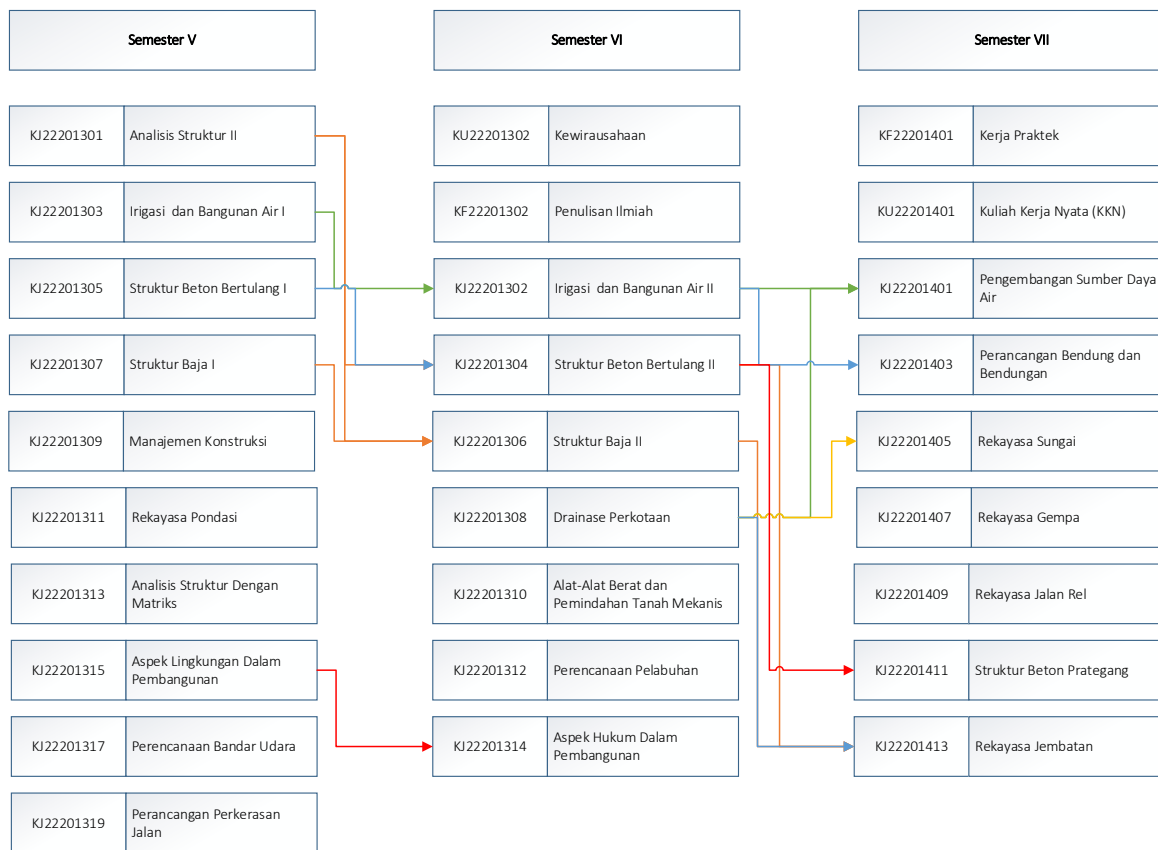 Semester V
Semester VI
Semester VII
KJ22201301
Analisis Struktur II
KU22201302
Kewirausahaan
KF22201401
Kerja Praktek
KJ22201303
Irigasi dan Bangunan Air I
KF22201302
Penulisan Ilmiah
KU22201401
Kuliah Kerja Nyata (KKN)
KJ22201305
Struktur Beton Bertulang I
KJ22201302
Irigasi dan Bangunan Air II
KJ22201401
Pengembangan Sumber Daya
Air
KJ22201307
Struktur Baja I
KJ22201304
Struktur Beton Bertulang II
KJ22201403
Perancangan Bendung dan
Bendungan
KJ22201309
Manajemen Konstruksi
KJ22201306
Struktur Baja II
KJ22201405
Rekayasa Sungai
KJ22201311
Rekayasa Pondasi
KJ22201308
Drainase Perkotaan
KJ22201407
Rekayasa Gempa
KJ22201313
Analisis Struktur Dengan
Matriks
KJ22201310
Alat-Alat Berat dan
Pemindahan Tanah Mekanis
KJ22201409
Rekayasa Jalan Rel
KJ22201315
Aspek Lingkungan Dalam
Pembangunan
KJ22201312
Perencanaan Pelabuhan
KJ22201411
Struktur Beton Prategang
KJ22201317
Perencanaan Bandar Udara
KJ22201314
Aspek Hukum Dalam
Pembangunan
KJ22201413
Rekayasa Jembatan
KJ22201319
Perancangan Perkerasan
Jalan